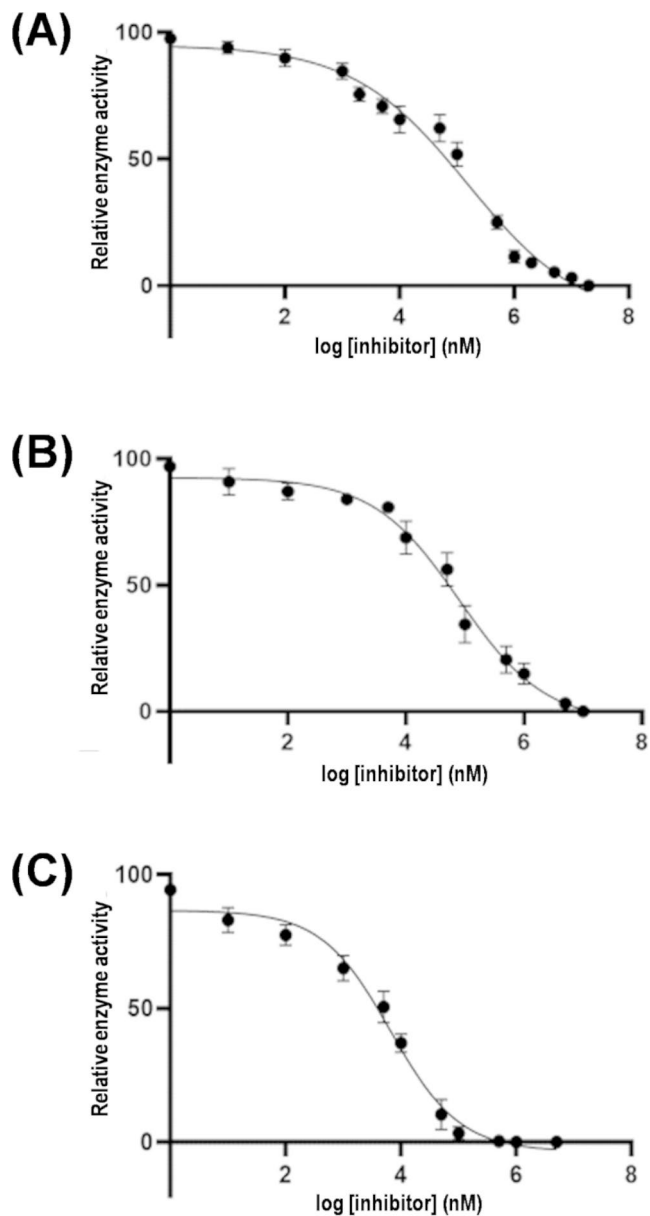 (A)
100
50
0
Relative enzyme activity
2 4 6 8
log [inhibitor] (nM)
(B)
100
50
0
Relative enzyme activity
2 4 6 8
log [inhibitor] (nM)
(C)
100
50
0
Relative enzyme activity
2 4 6 8
log [inhibitor] (nM)